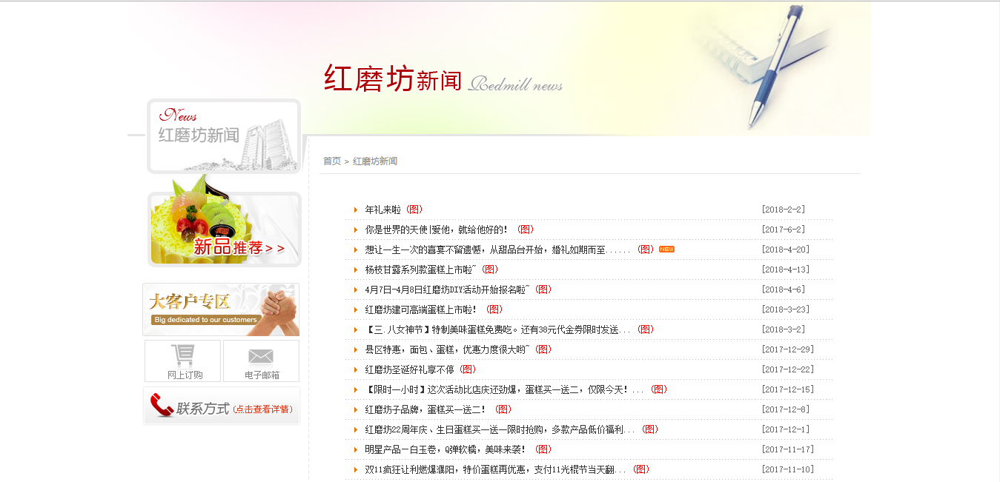 红磨坊新闻 Redmill news
News
红磨坊新闻
新品推荐>>
大客户专区
Big dedicated to our customers
网上订购
电子邮箱
联系方式(点击查看详情)
首页 > 红磨坊新闻
年礼来啦 (图) [2018-2-2]
你是世界的天使|爱他，就给他好的！ (图) [2017-6-2]
想让一生一次的喜宴不留遗憾，从甜品台开始，婚礼如期而至...... (图) NEW [2018-4-20]
杨枝甘露系列款蛋糕上市啦~ (图) [2018-4-13]
4月7日-4月8日红磨坊DIY活动开始报名啦~ (图) [2018-4-6]
红磨坊建可高端蛋糕上市啦！ (图) [2018-3-23]
【三.八女神节】特制美味蛋糕免费吃。还有38元代金券限时发送... (图) [2018-3-2]
县区特惠，面包、蛋糕，优惠力度很大哟~ (图) [2017-12-29]
红磨坊圣诞好礼享不停 (图) [2017-12-22]
【限时一小时】这次活动比店庆还劲爆，蛋糕买一送二，仅限今天！... (图) [2017-12-15]
红磨坊子品牌，蛋糕买一送二！ (图) [2017-12-8]
红磨坊22周年庆、生日蛋糕买一送一限时抢购，多款产品低价福利... (图) [2017-12-1]
明星产品—白玉卷，Q弹软糯，美味来袭！ (图) [2017-11-17]
双11疯狂让利燃爆濮阳，特价蛋糕再优惠，支付11光棍节当天翻... (图) [2017-11-10]